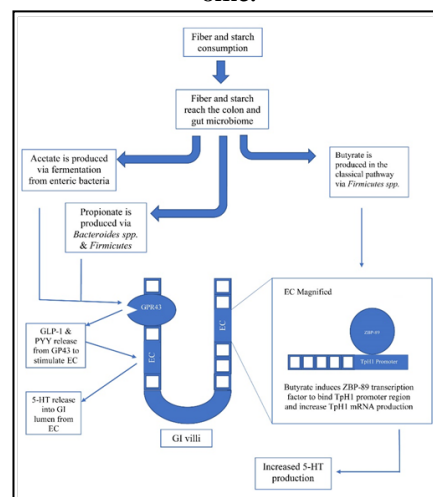 ome.
Fiber and starch
consumption
Fiber and starch
reach the colon and
gut microbiome
Acetate is produced
via fermentation
from enteric bacteria
Butyrate is
produced in the
classical pathway
via Firmicutes spp.
Propionate is
produced via
Bacteroides spp.
& Firmicutes
GPR43
EC
EC
GLP-1 &
PYY release
from GP43 to
stimulate EC
5-HT release
into GI
lumen from
EC
GI villi
EC Magnified
ZBP-89
TpH1 Promoter
Butyrate induces ZBP-89
transcription
factor to bind TpH1 promoter region
and increase TpH1 mRNA production
Increased 5-HT
production